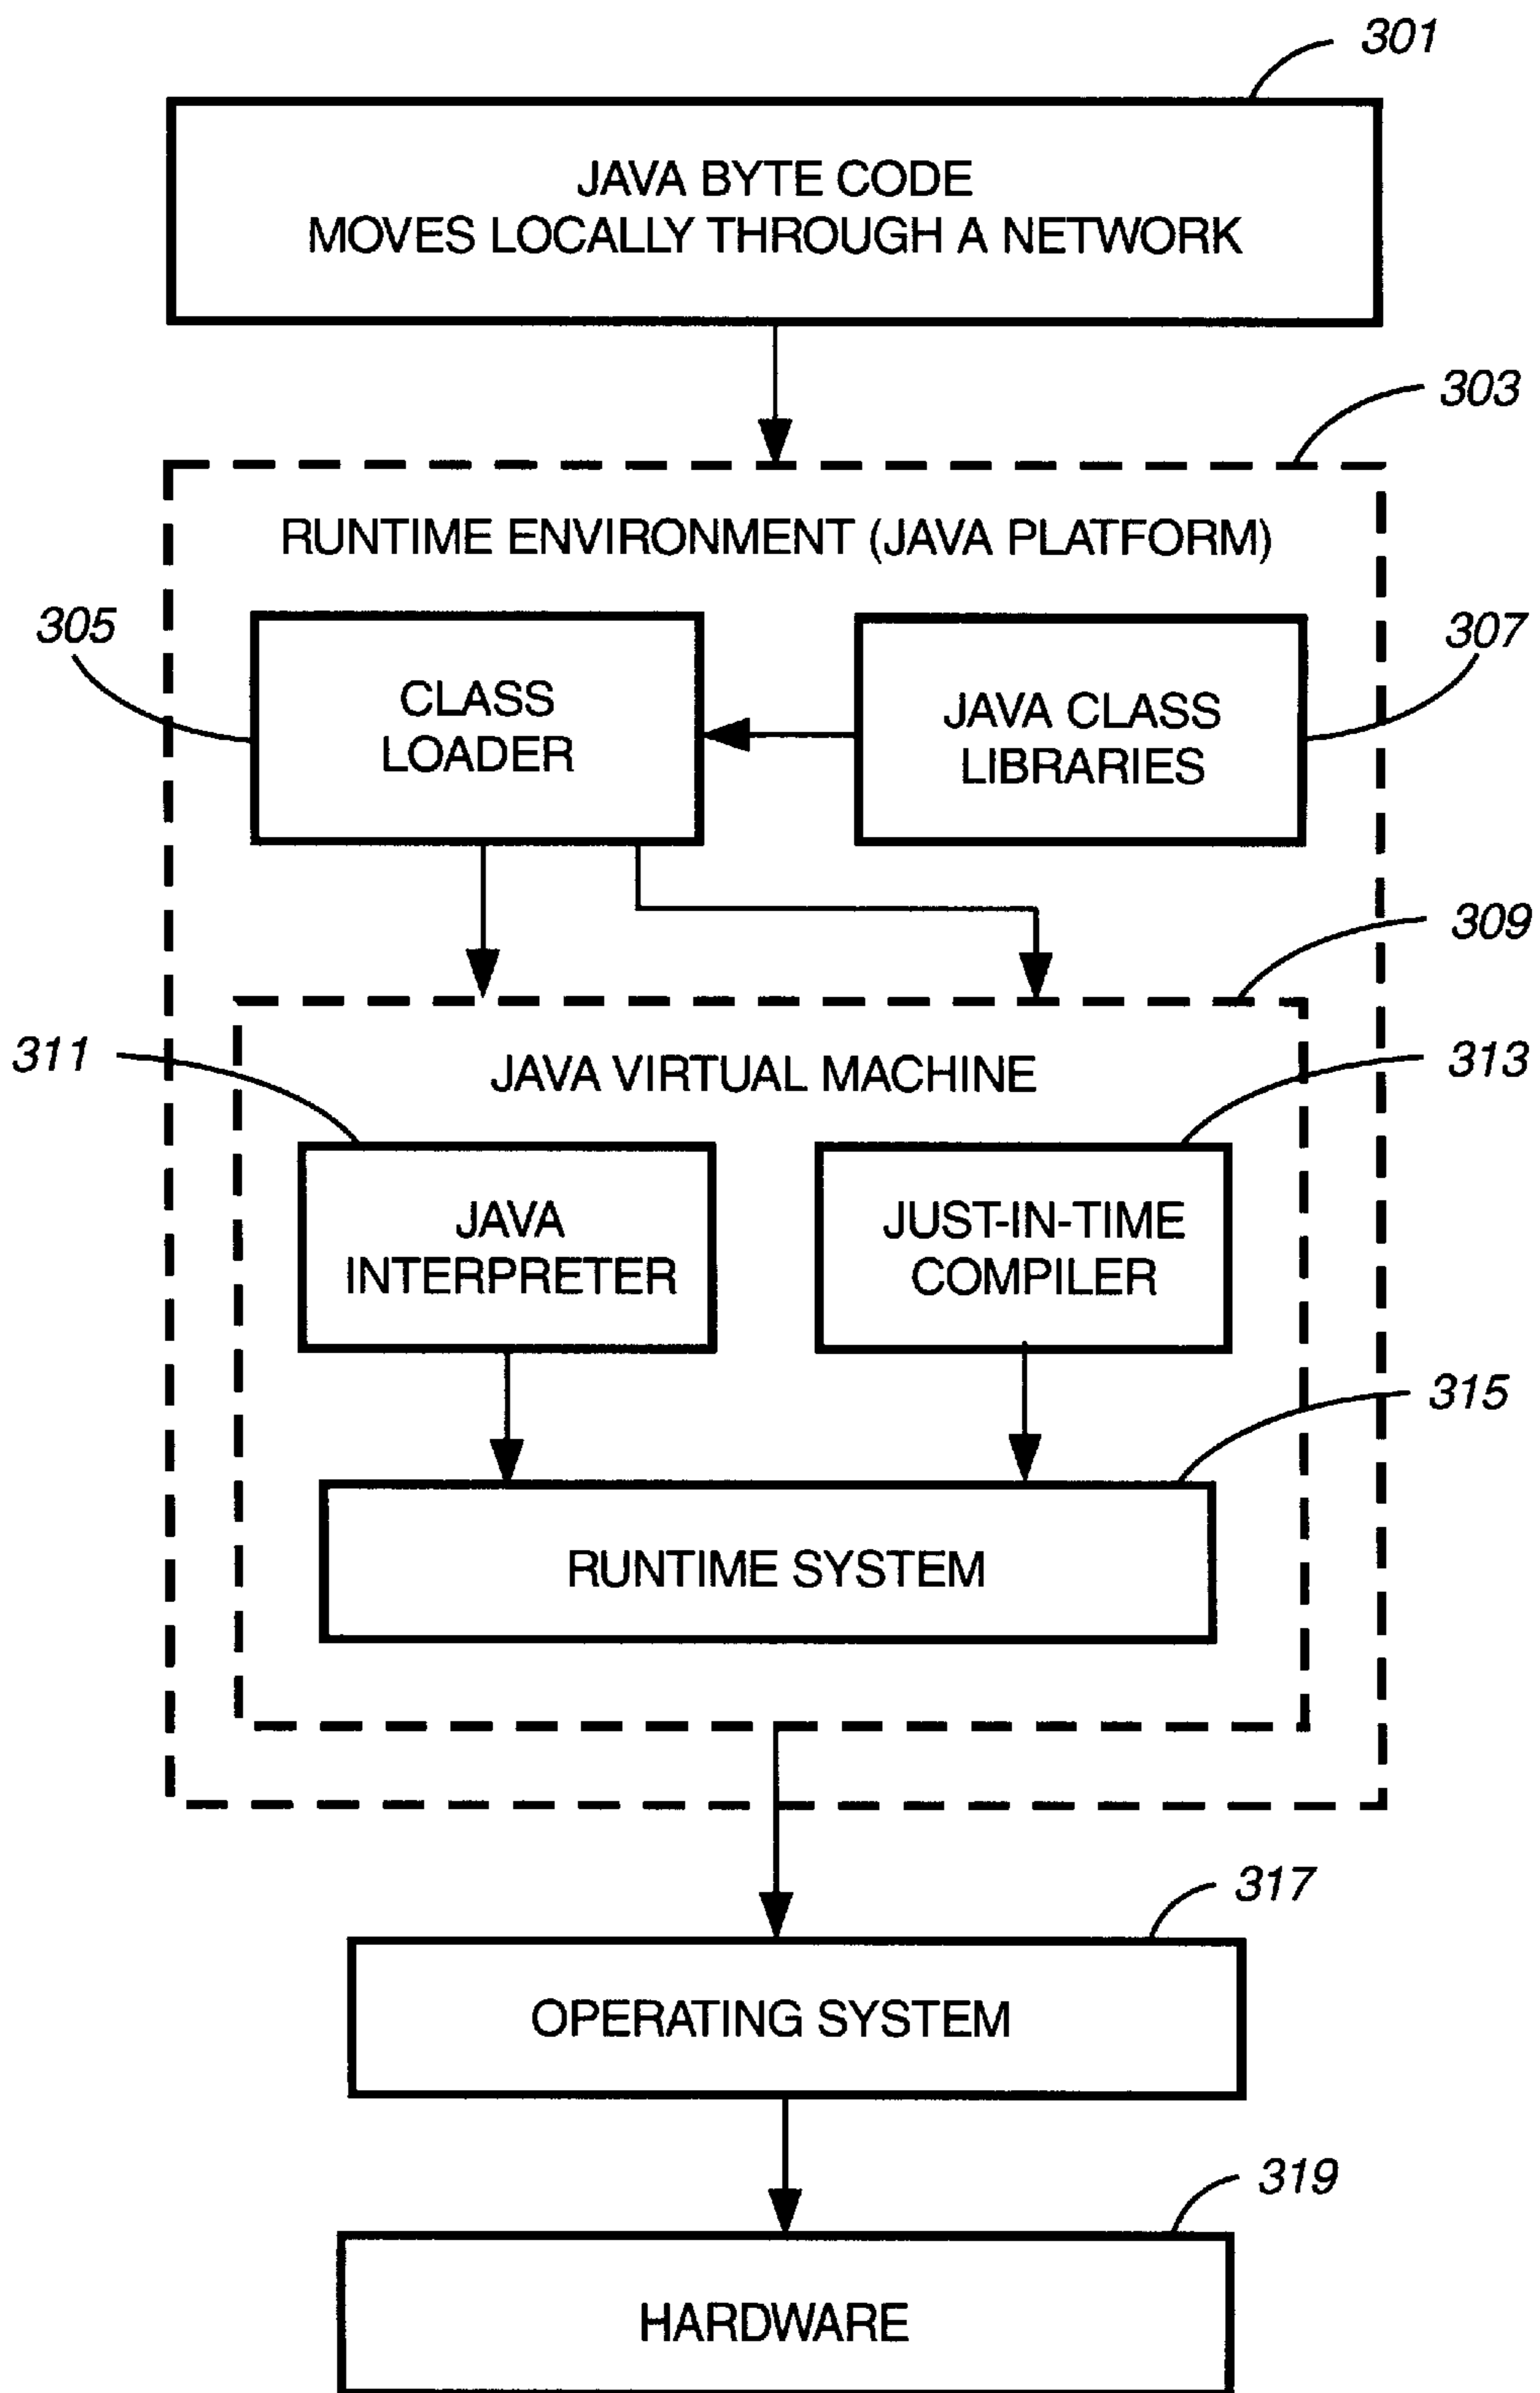 301
JAVA BYTE CODE
MOVES LOCALLY THROUGH A NETWORK
303
RUNTIME ENVIRONMENT (JAVA PLATFORM)
305
CLASS
LOADER
JAVA CLASS
LIBRARIES
307
309
311
JAVA VIRTUAL MACHINE
313
JAVA
INTERPRETER
JUST-IN-TIME
COMPILER
315
RUNTIME SYSTEM
317
OPERATING SYSTEM
319
HARDWARE